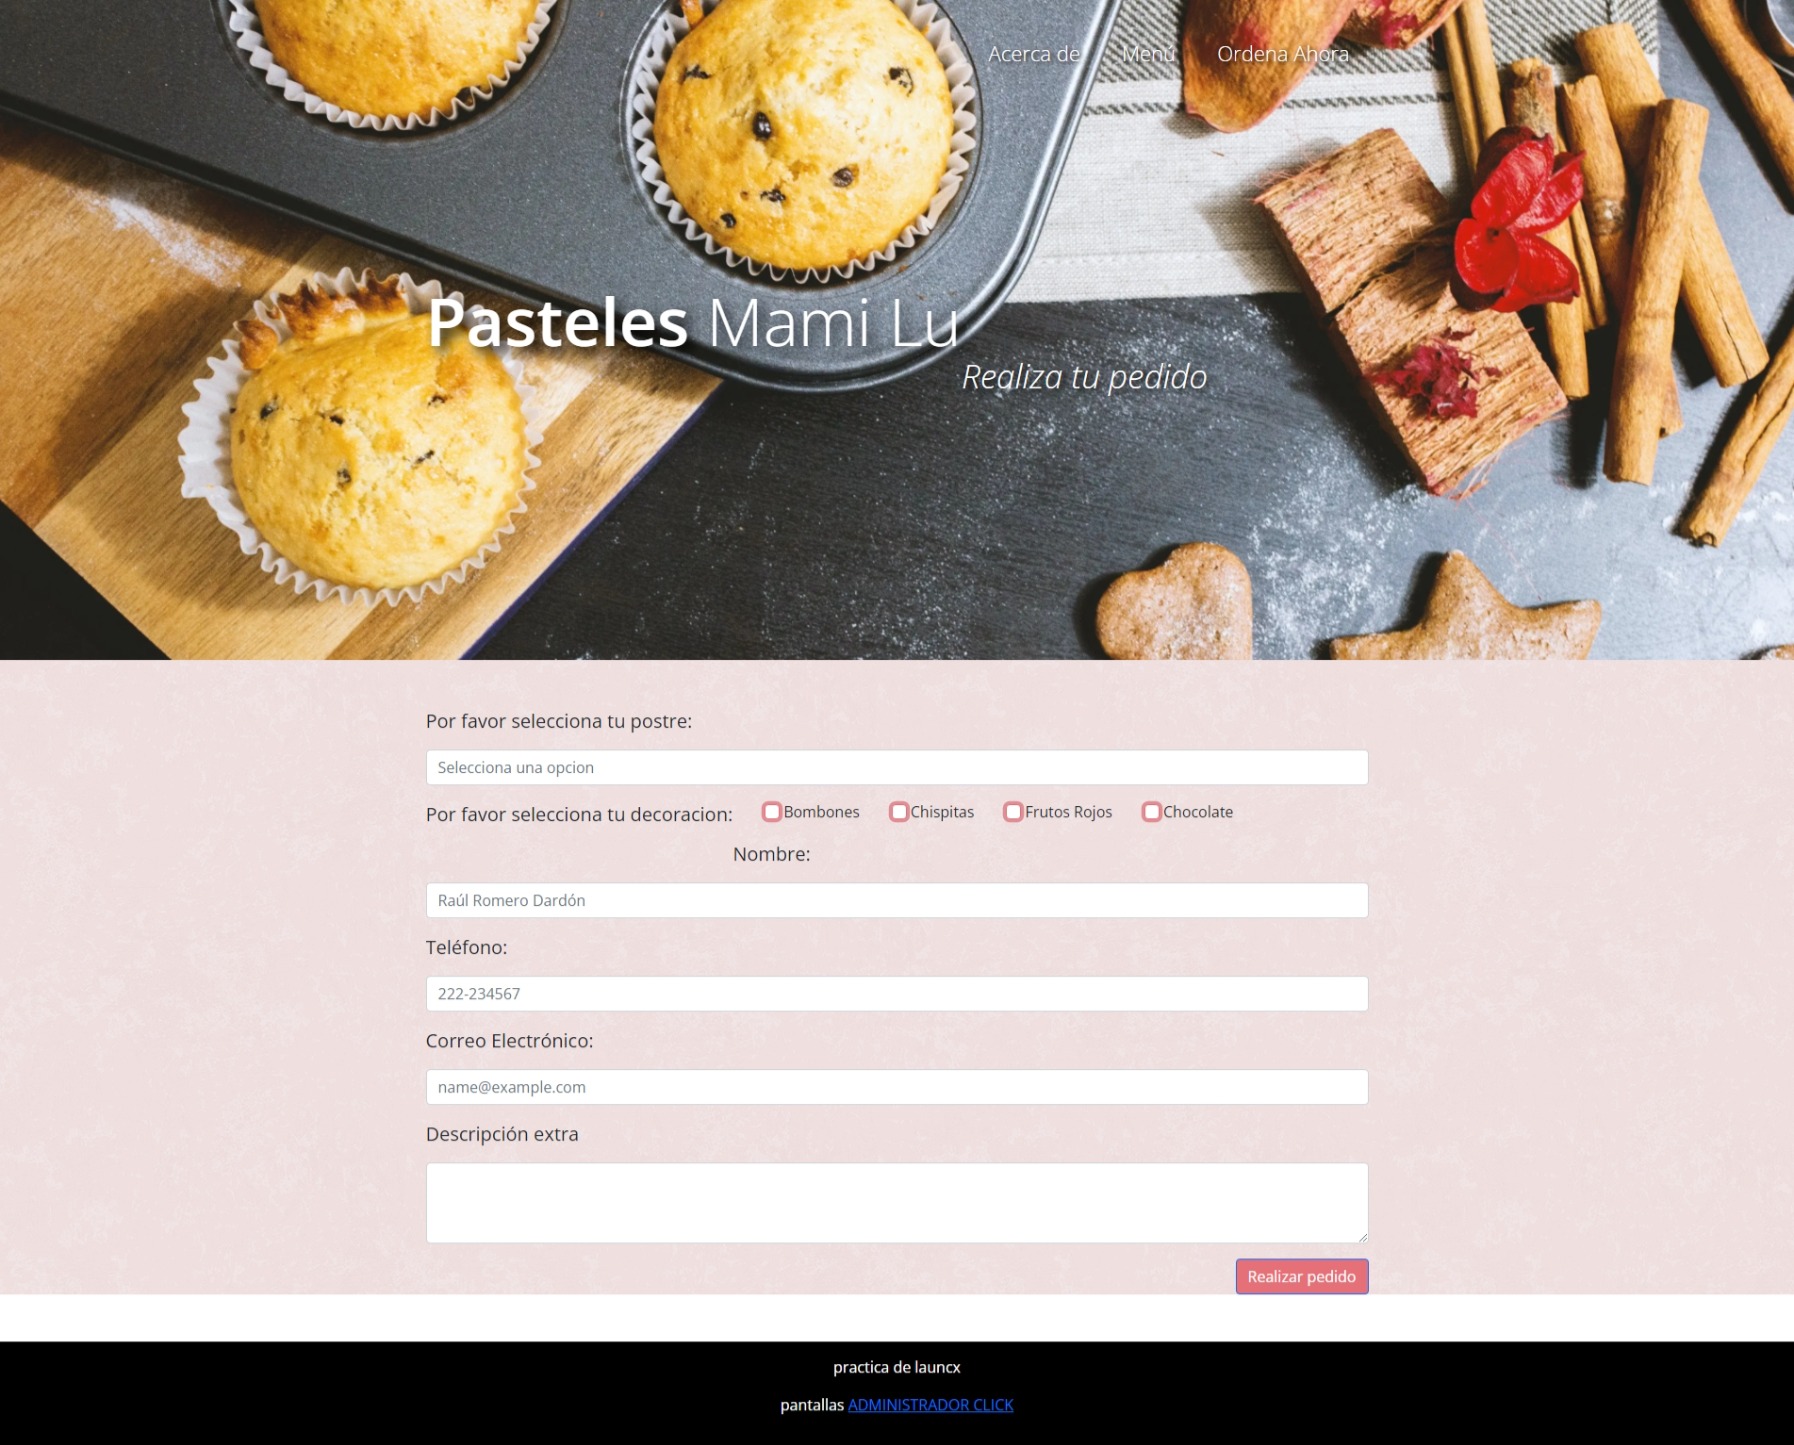 Acerca de Menú Ordena Ahora
Pasteles Mami Lu
Realiza tu pedido
Por favor selecciona tu postre:
Selecciona una opcion
Por favor selecciona tu decoracion: Bombones Chispitas Frutos Rojos Chocolate
Nombre:
Raúl Romero Dardón
Teléfono:
222-234567
Correo Electrónico:
name@example.com
Descripción extra
Realizar pedido
practica de launcx
pantallas ADMINISTRADOR CLICK